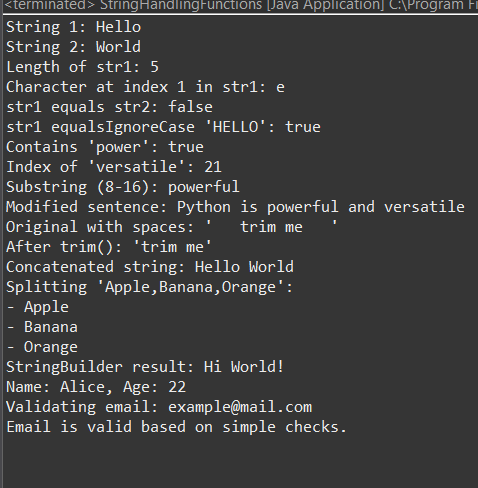 <terminated> StringHandlingFunctions [Java Application] C:\Program Fi
String 1: Hello
String 2: World
Length of str1: 5
Character at index 1 in str1: e
str1 equals str2: false
str1 equalsIgnoreCase 'HELLO': true
Contains 'power': true
Index of 'versatile': 21
Substring (8-16): powerful
Modified sentence: Python is powerful and versatile
Original with spaces: '   trim me   '
After trim(): 'trim me'
Concatenated string: Hello World
Splitting 'Apple,Banana,Orange':
- Apple
- Banana
- Orange
StringBuilder result: Hi World!
Name: Alice, Age: 22
Validating email: example@mail.com
Email is valid based on simple checks.